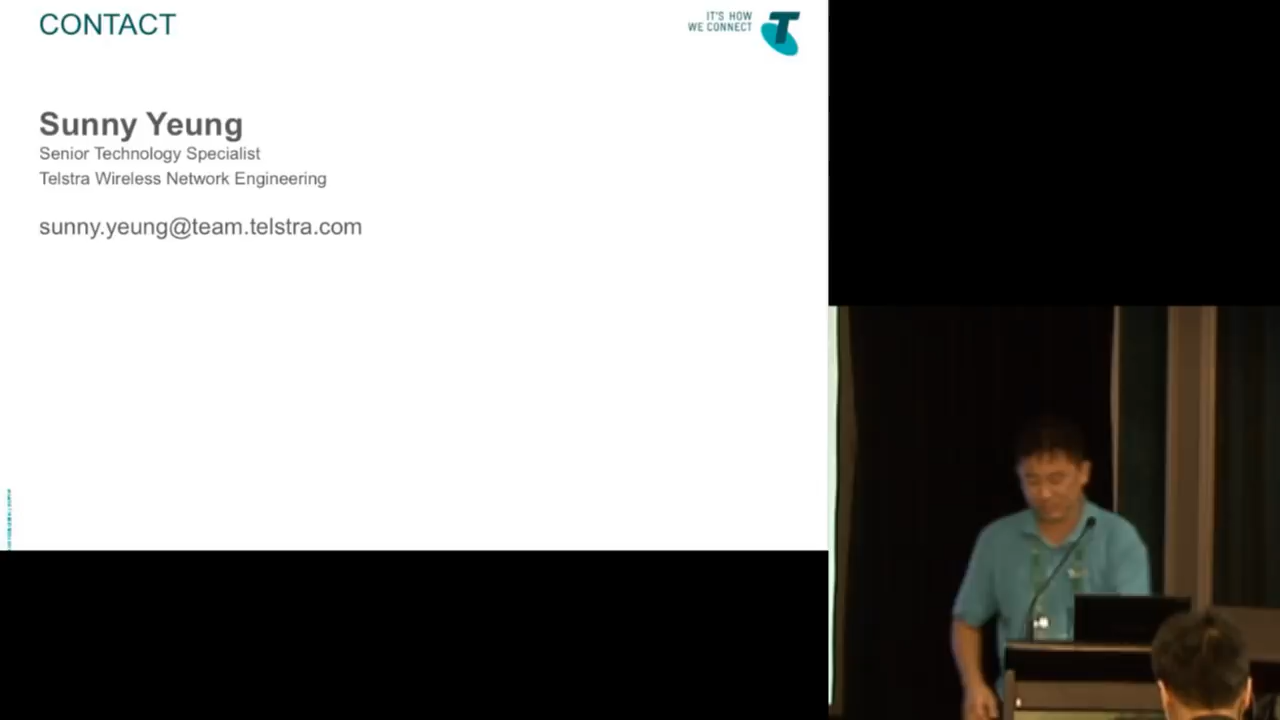 CONTACT
IT'S HOW
WE CONNECT
Sunny Yeung
Senior Technology Specialist
Telstra Wireless Network Engineering
sunny.yeung@team.telstra.com